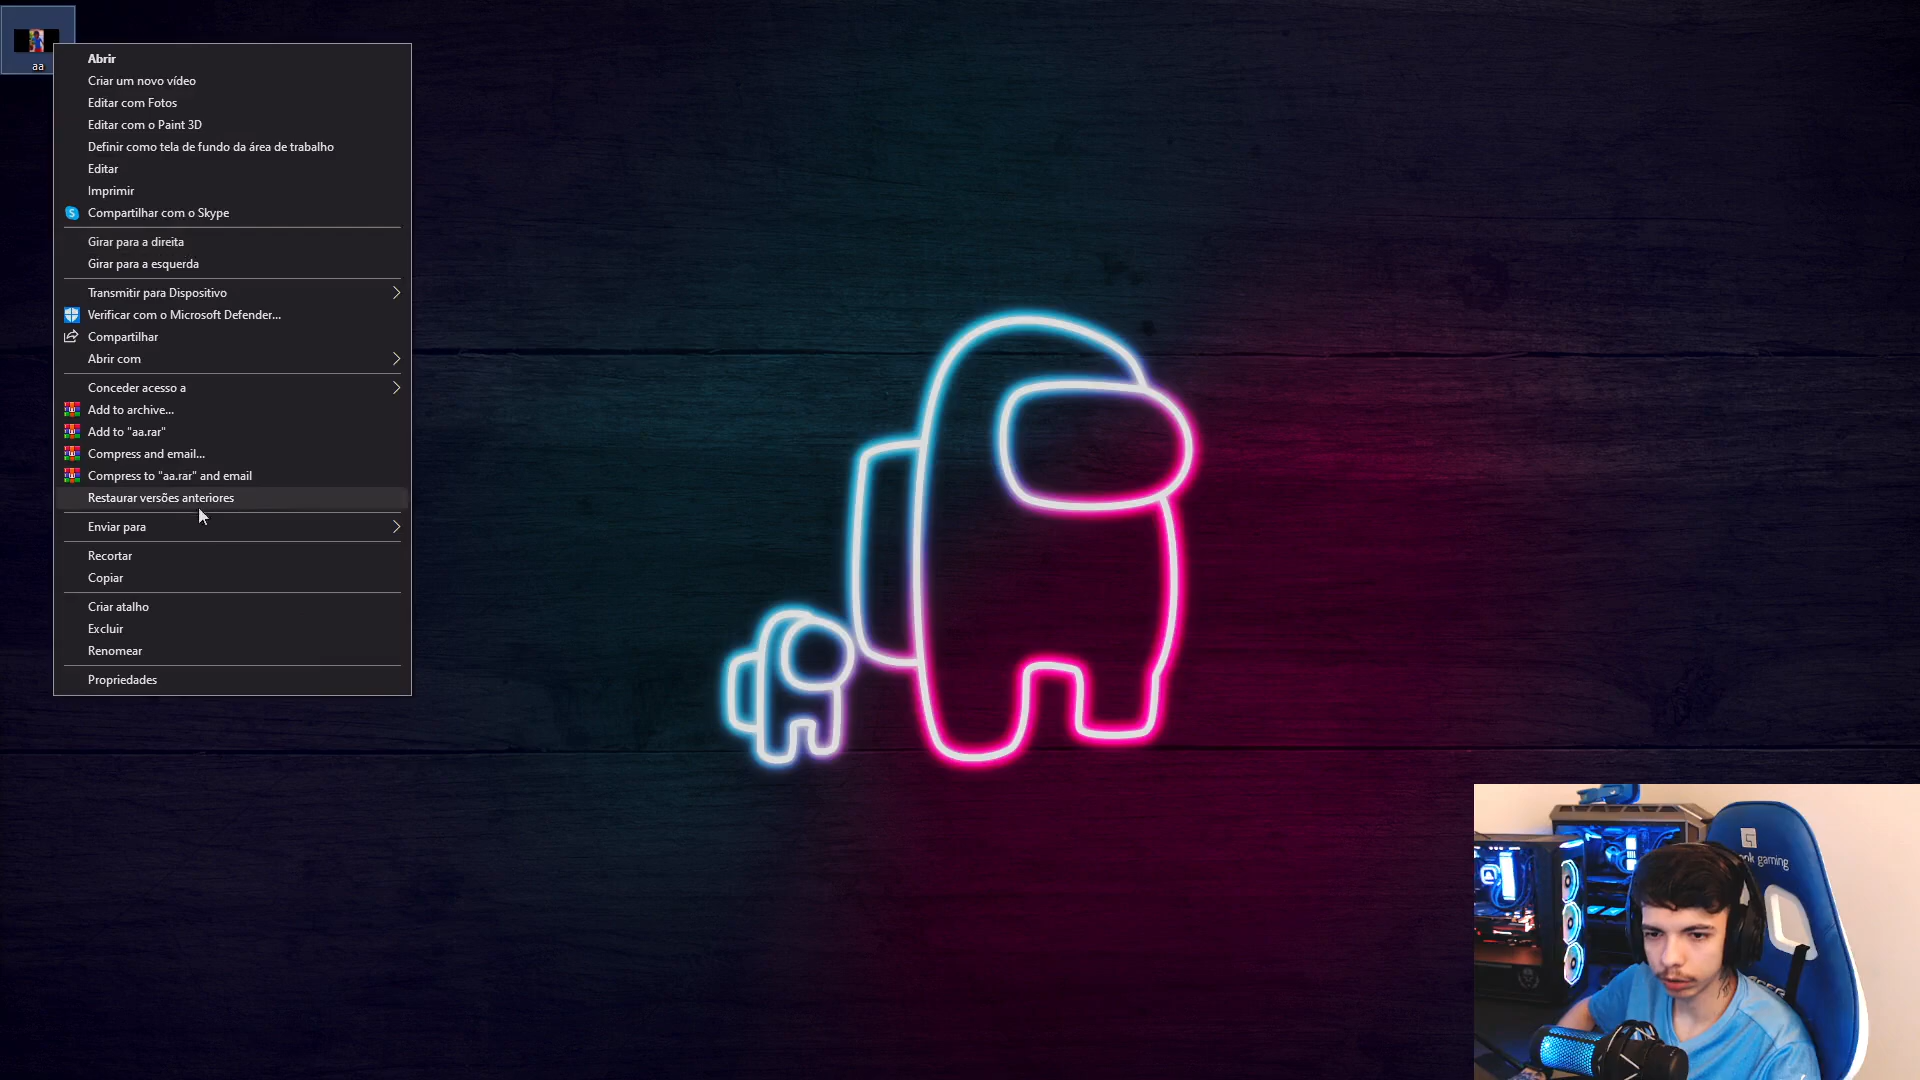 aa
Abrir
Criar um novo vídeo
Editar com Fotos
Editar com o Paint 3D
Definir como tela de fundo da área de trabalho
Editar
Imprimir
Compartilhar com o Skype
Girar para a direita
Girar para a esquerda
Transmitir para Dispositivo
Verificar com o Microsoft Defender...
Compartilhar
Abrir com
Conceder acesso a
Add to archive...
Add to "aa.rar"
Compress and email...
Compress to "aa.rar" and email
Restaurar versões anteriores
Enviar para
Recortar
Copiar
Criar atalho
Excluir
Renomear
Propriedades
gaming